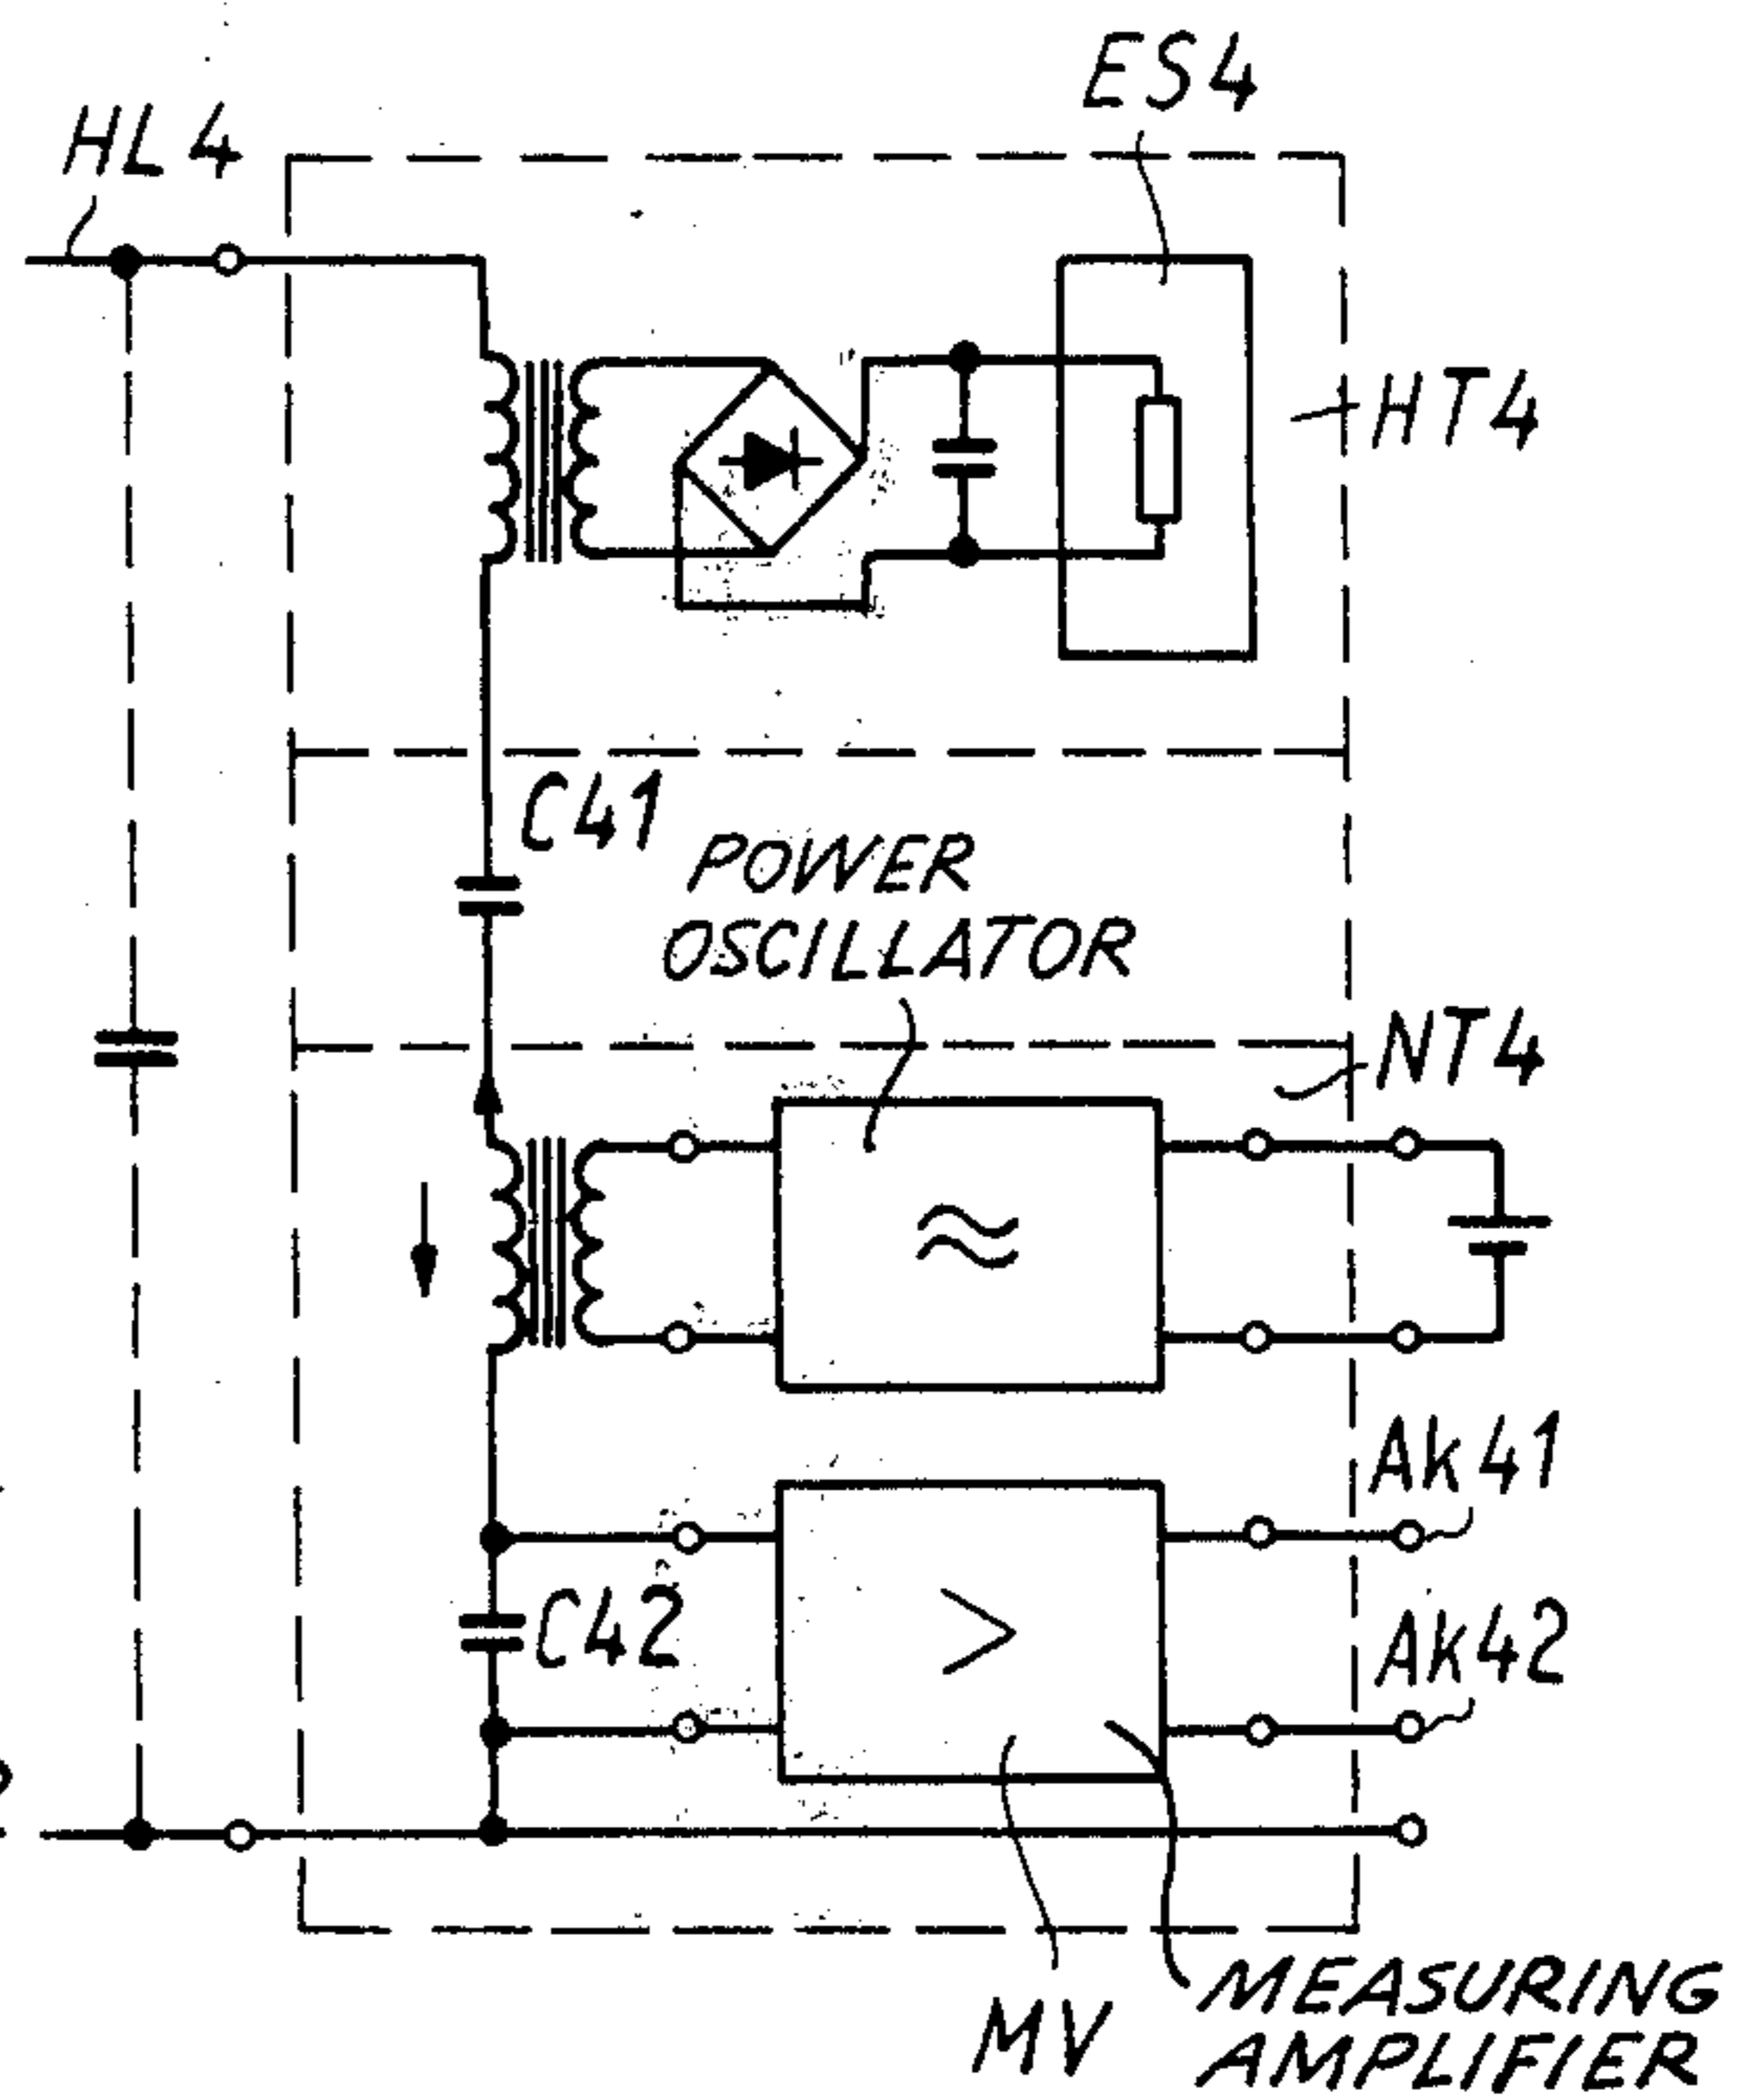 ES4
HL4
HT4
C41
POWER
OSCILLATOR
NT4
AK41
C42
AK42
MEASURING
MV
AMPLIFIER